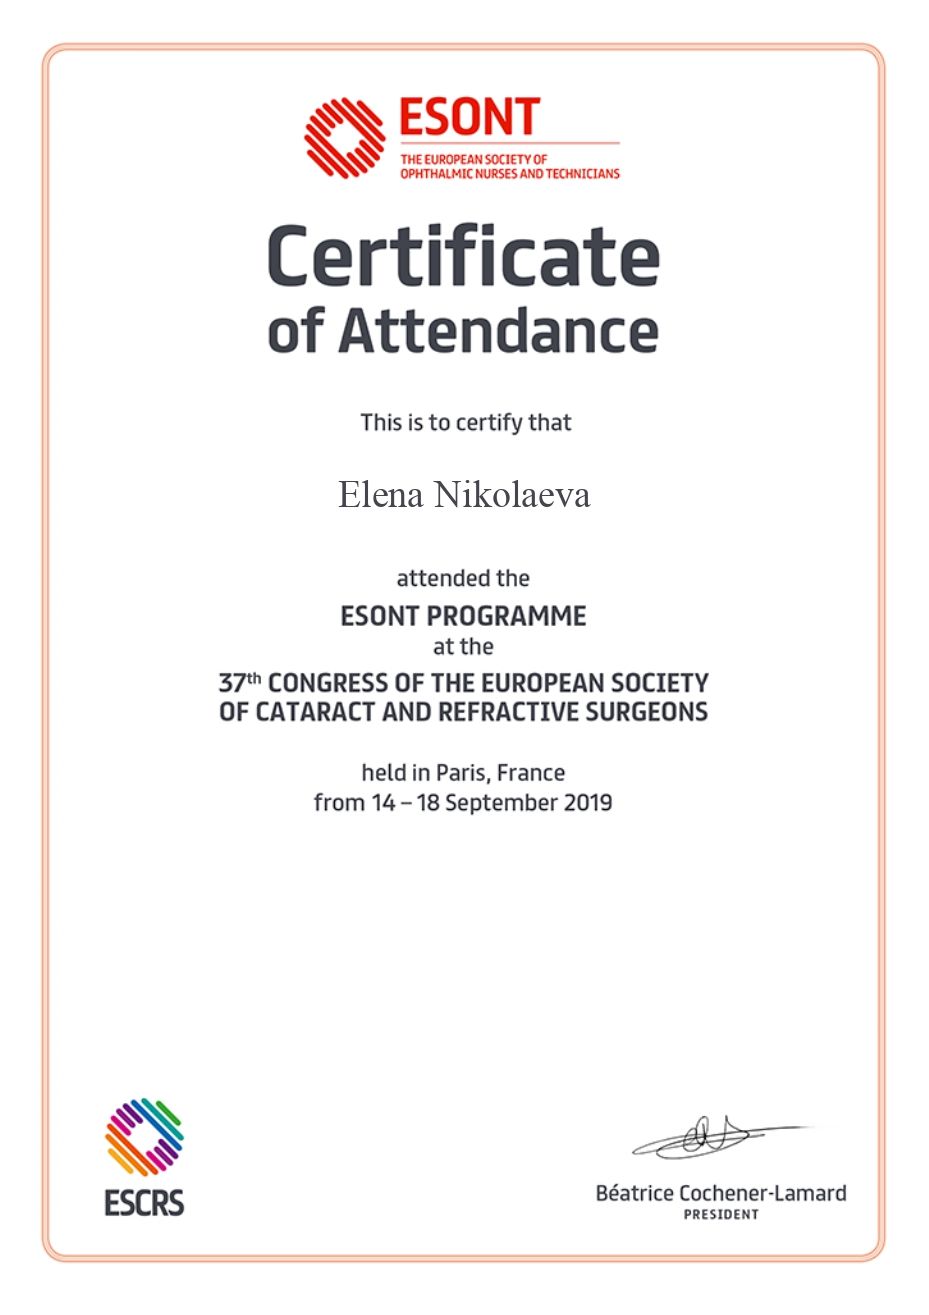 ESONT
THE EUROPEAN SOCIETY OF
OPHTHALMIC NURSES AND TECHNICIANS
Certificate
of Attendance
This is to certify that
Elena Nikolaeva
attended the
ESONT PROGRAMME
at the
37th CONGRESS OF THE EUROPEAN SOCIETY
OF CATARACT AND REFRACTIVE SURGEONS
held in Paris, France
from 14 – 18 September 2019
ESCRS
Béatrice Cochener-Lamard
PRESIDENT